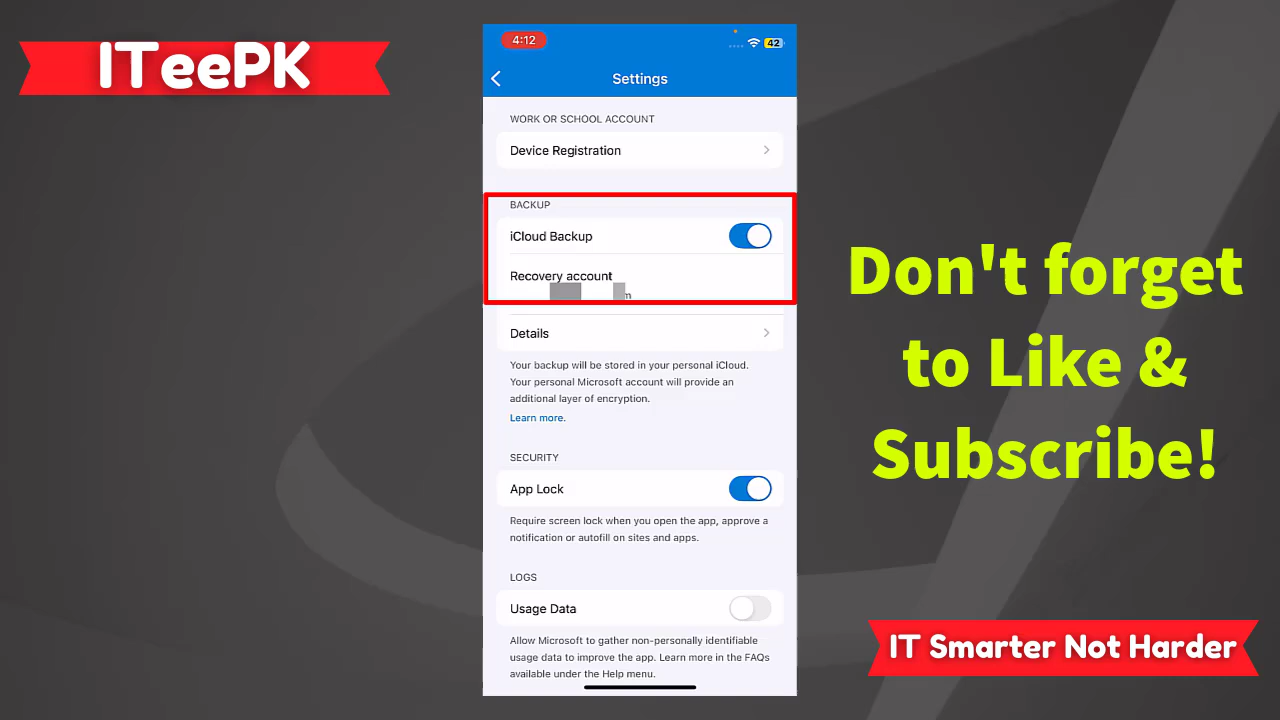 ITeePK
4:12
42
Settings
WORK OR SCHOOL ACCOUNT
Device Registration
BACKUP
iCloud Backup
Recovery account
m
Details
Your backup will be stored in your personal iCloud.
Your personal Microsoft account will provide an
additional layer of encryption.
Learn more.
SECURITY
App Lock
Require screen lock when you open the app, approve a
notification or autofill on sites and apps.
LOGS
Usage Data
Allow Microsoft to gather non-personally identifiable
usage data to improve the app. Learn more in the FAQs
available under the Help menu.
Don't forget
to Like &
Subscribe!
IT Smarter Not Harder